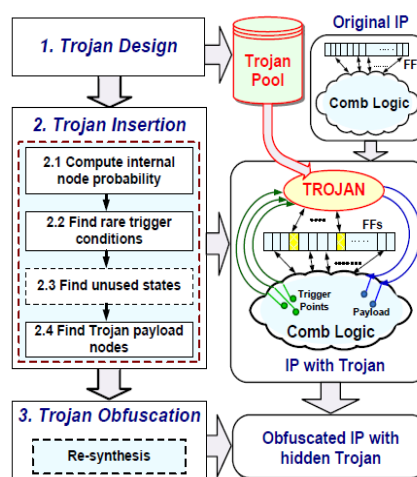 1. Trojan Design
Trojan
Pool
Original IP
FF
Comb Logic
2. Trojan Insertion
2.1 Compute internal
node probability
2.2 Find rare trigger
conditions
2.3 Find unused states
2.4 Find Trojan payload
nodes
TROJAN
FFs
Trigger
Points
Payload
Comb Logic
IP with Trojan
3. Trojan Obfuscation
Re-synthesis
Obfuscated IP with
hidden Trojan